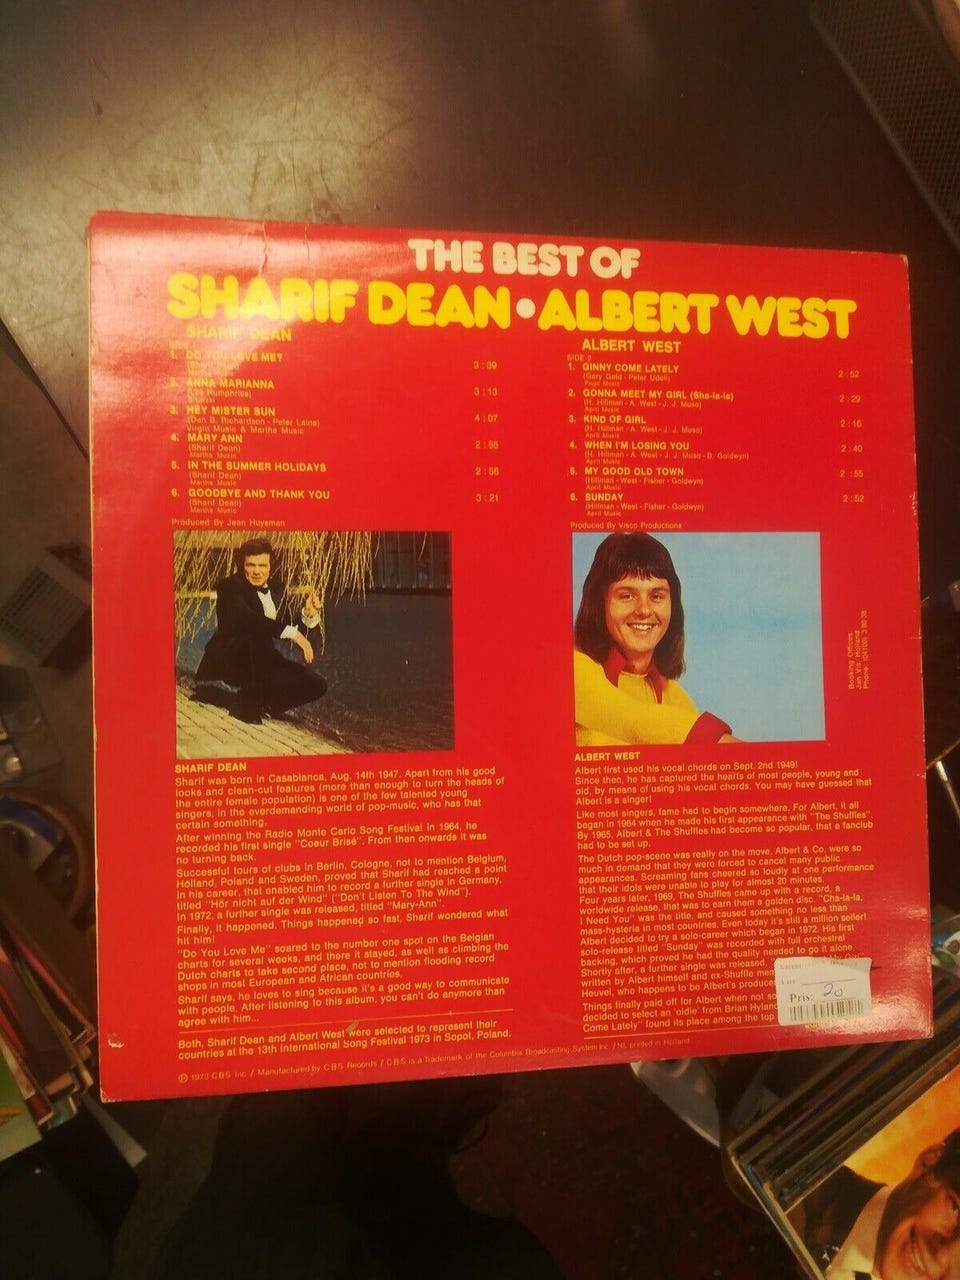 THE BEST OF
SHARIF DEAN • ALBERT WEST
SHARIF DEAN
SIDE 1
1. DO YOU LOVE ME? 3:39
2. ANNA MARIANNA 3:13
(Les Humphries)
3. HEY MISTER SUN 4:07
(Dan B. Richardson - Peter Laine)
Virgio Music & Martha Music
4. MARY ANN 2:55
(Sharif Dean)
Martha Music
5. IN THE SUMMER HOLIDAYS 2:56
(Sharif Dean)
Martha Music
6. GOODBYE AND THANK YOU 3:21
(Sharif Dean)
Martha Music
Produced By Jean Huysman
ALBERT WEST
SIDE 2
1. GINNY COME LATELY 2:52
(Gary Geld - Peter Udell)
Page Music
2. GONNA MEET MY GIRL (Sha-la-la) 2:29
(H. Hillman - A. West - J. J. Muso)
April Music
3. KIND OF GIRL 2:16
(H. Hillman - A. West - J. J. Muso)
April Music
4. WHEN I'M LOSING YOU 2:40
(H. Hillman - A. West - J. J. Muso - B. Goldwyn)
April Music
5. MY GOOD OLD TOWN 2:55
(Hillman - West - Fisher - Goldwyn)
April Music
6. SUNDAY 2:52
(Hillman - West - Fisher - Goldwyn)
April Music
Produced By Visco Productions
Booking Offices:
Jan Vis, Holland
Phone: (04100) 3 80 38
SHARIF DEAN
Sharif was born in Casablanca, Aug. 14th 1947. Apart from his good
looks and clean-cut features (more than enough to turn the heads of
the entire female population) is one of the few talented young
singers, in the everdemanding world of pop-music, who has that
certain something.
After winning the Radio Monte Carlo Song Festival in 1964, he
recorded his first single "Coeur Brisé". From then onwards it was
no turning back.
Successful tours of clubs in Berlin, Cologne, not to mention Belgium,
Holland, Poland and Sweden, proved that Sharif had reached a point
in his career, that enabled him to record a further single in Germany,
titled "Hör nicht auf der Wind" ("Don't Listen To The Wind").
In 1972, a further single was released, titled "Mary-Ann".
Finally, it happened. Things happened so fast, Sharif wondered what
hit him!
"Do You Love Me" soared to the number one spot on the Belgian
charts for several weeks, and there it stayed, as well as climbing the
Dutch charts to take second place, not to mention flooding record
shops in most European and African countries.
Sharif says, he loves to sing because it's a good way to communicate
with people. After listening to this album, you can't do anymore than
agree with him...
Both, Sharif Dean and Albert West were selected to represent their
countries at the 13th International Song Festival 1973 in Sopot, Poland.
ALBERT WEST
Albert first used his vocal chords on Sept. 2nd 1949!
Since then, he has captured the hearts of most people, young and
old, by means of using his vocal chords. You may have guessed that
Albert is a singer!
Like most singers, fame had to begin somewhere. For Albert, it all
began in 1964 when he made his first appearance with "The Shuffles".
By 1965, Albert & The Shuffles had become so popular, that a fanclub
had to be set up.
The Dutch pop-scene was really on the move. Albert & Co. were so
much in demand that they were forced to cancel many public
appearances. Screaming fans cheered so loudly at one performance
that their idols were unable to play for almost 20 minutes.
Four years later, 1969, The Shuffles came up with a record, a
worldwide release, that was to earn them a golden disc. "Cha-la-la,
I Need You" was the title, and caused something no less than
mass-hysteria in most countries. Even today it's still a million seller!
Albert decided to try a solo-career which began in 1972. His first
solo-release titled "Sunday" was recorded with full orchestral
backing, which proved he had the quality needed to go it alone.
Shortly after, a further single was released, My Girl
written by Albert himself and ex-Shuffle
Heuvel, who happens to be Albert's
Things finally paid off for Albert when not
decided to select an 'oldie' from Brian
Come Lately" found its place among the top
Pris: 20
℗ 1973 CBS Inc. / Manufactured by CBS Records / CBS is a Trademark of the Columbia Broadcasting System Inc. / NL printed in Holland